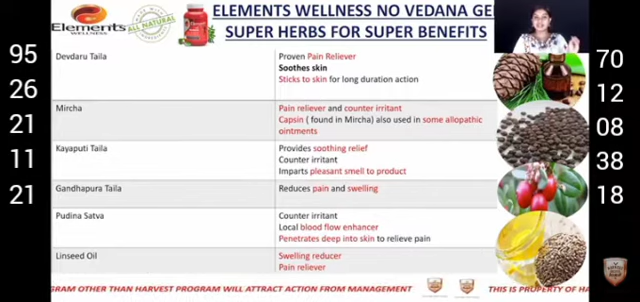 Elements
WELLNESS
MADE WITH
ALL NATURAL
INGREDIENTS
ELEMENTS WELLNESS NO VEDANA GE
SUPER HERBS FOR SUPER BENEFITS
95
26
21
11
21
Devdaru Taila
Proven Pain Reliever
Soothes skin
Sticks to skin for long duration action
Mircha
Pain reliever and counter irritant
Capsin ( found in Mircha) also used in some allopathic
ointments
Kayaputi Taila
Provides soothing relief
Counter irritant
Imparts pleasant smell to product
Gandhapura Taila
Reduces pain and swelling
Pudina Satva
Counter irritant
Local blood flow enhancer
Penetrates deep into skin to relieve pain
Linseed Oil
Swelling reducer
Pain reliever
70
12
08
38
18
GRAM OTHER THAN HARVEST PROGRAM WILL ATTRACT ACTION FROM MANAGEMENT
THIS IS PROPERTY OF HA